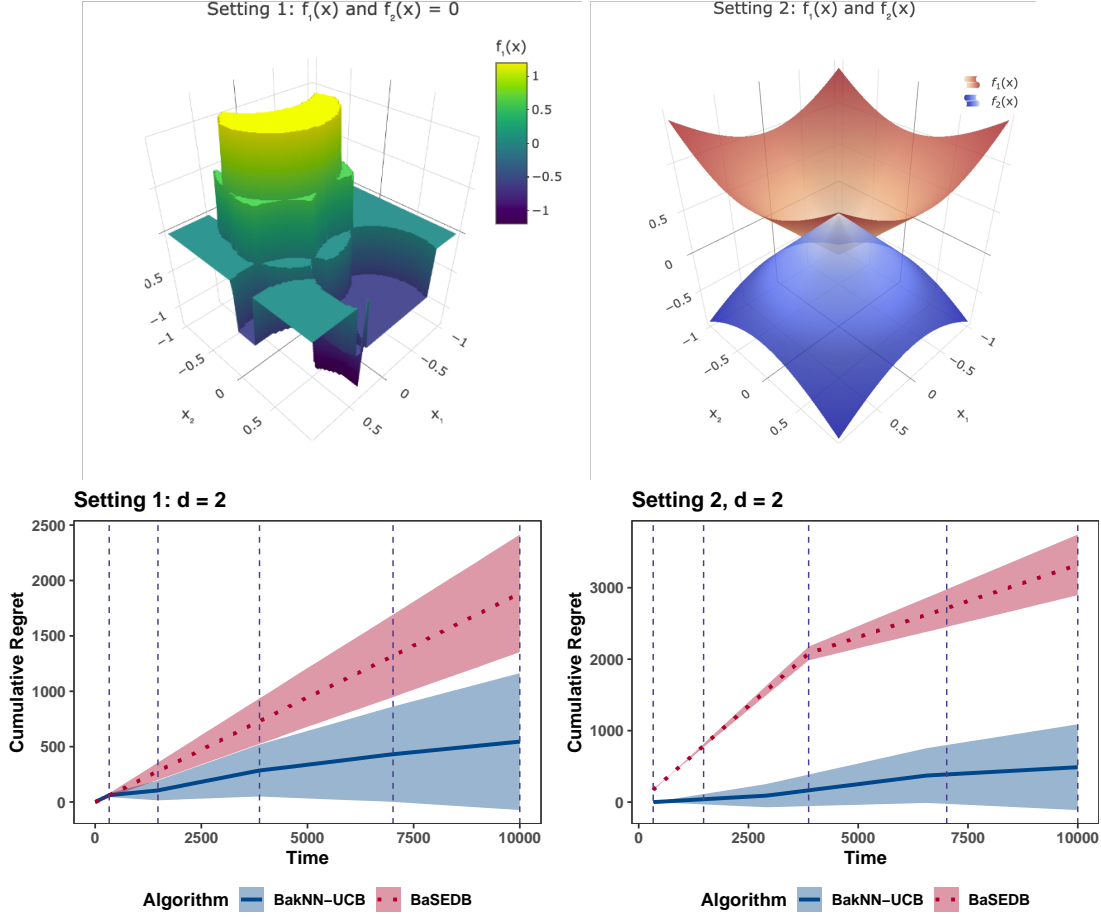 Setting 1: f₁(x) and f₂(x) = 0
f₁(x)
1
0.5
0
−0.5
−1
0.5
−1
−1
−0.5
0
0.5
x₂
−1
−0.5
0
0.5
x₁
Setting 2: f₁(x) and f₂(x)
f₁(x)
f₂(x)
0.5
0
−0.5
−1
−0.5
0
0.5
x₂
−1
−0.5
0
0.5
x₁
Setting 1: d = 2
Cumulative Regret
2500
2000
1500
1000
500
0
0 2500 5000 7500 10000
Time
Algorithm BakNN−UCB BaSEDB
Setting 2, d = 2
Cumulative Regret
3000
2000
1000
0
0 2500 5000 7500 10000
Time
Algorithm BakNN−UCB BaSEDB